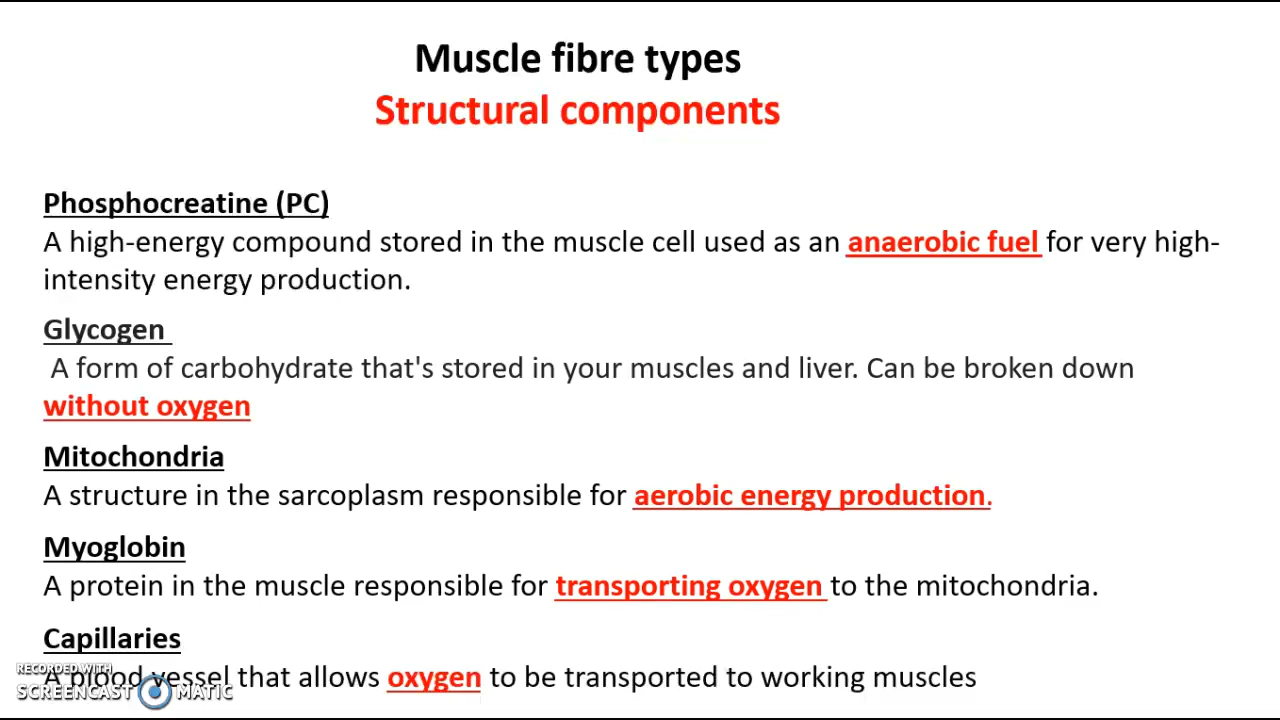 Muscle fibre types
Structural components
Phosphocreatine (PC)
A high-energy compound stored in the muscle cell used as an anaerobic fuel for very high-
intensity energy production.
Glycogen
A form of carbohydrate that's stored in your muscles and liver. Can be broken down
without oxygen
Mitochondria
A structure in the sarcoplasm responsible for aerobic energy production.
Myoglobin
A protein in the muscle responsible for transporting oxygen to the mitochondria.
Capillaries
RECORDED WITH
A blood vessel that allows oxygen to be transported to working muscles
SCREENCAST MATIC